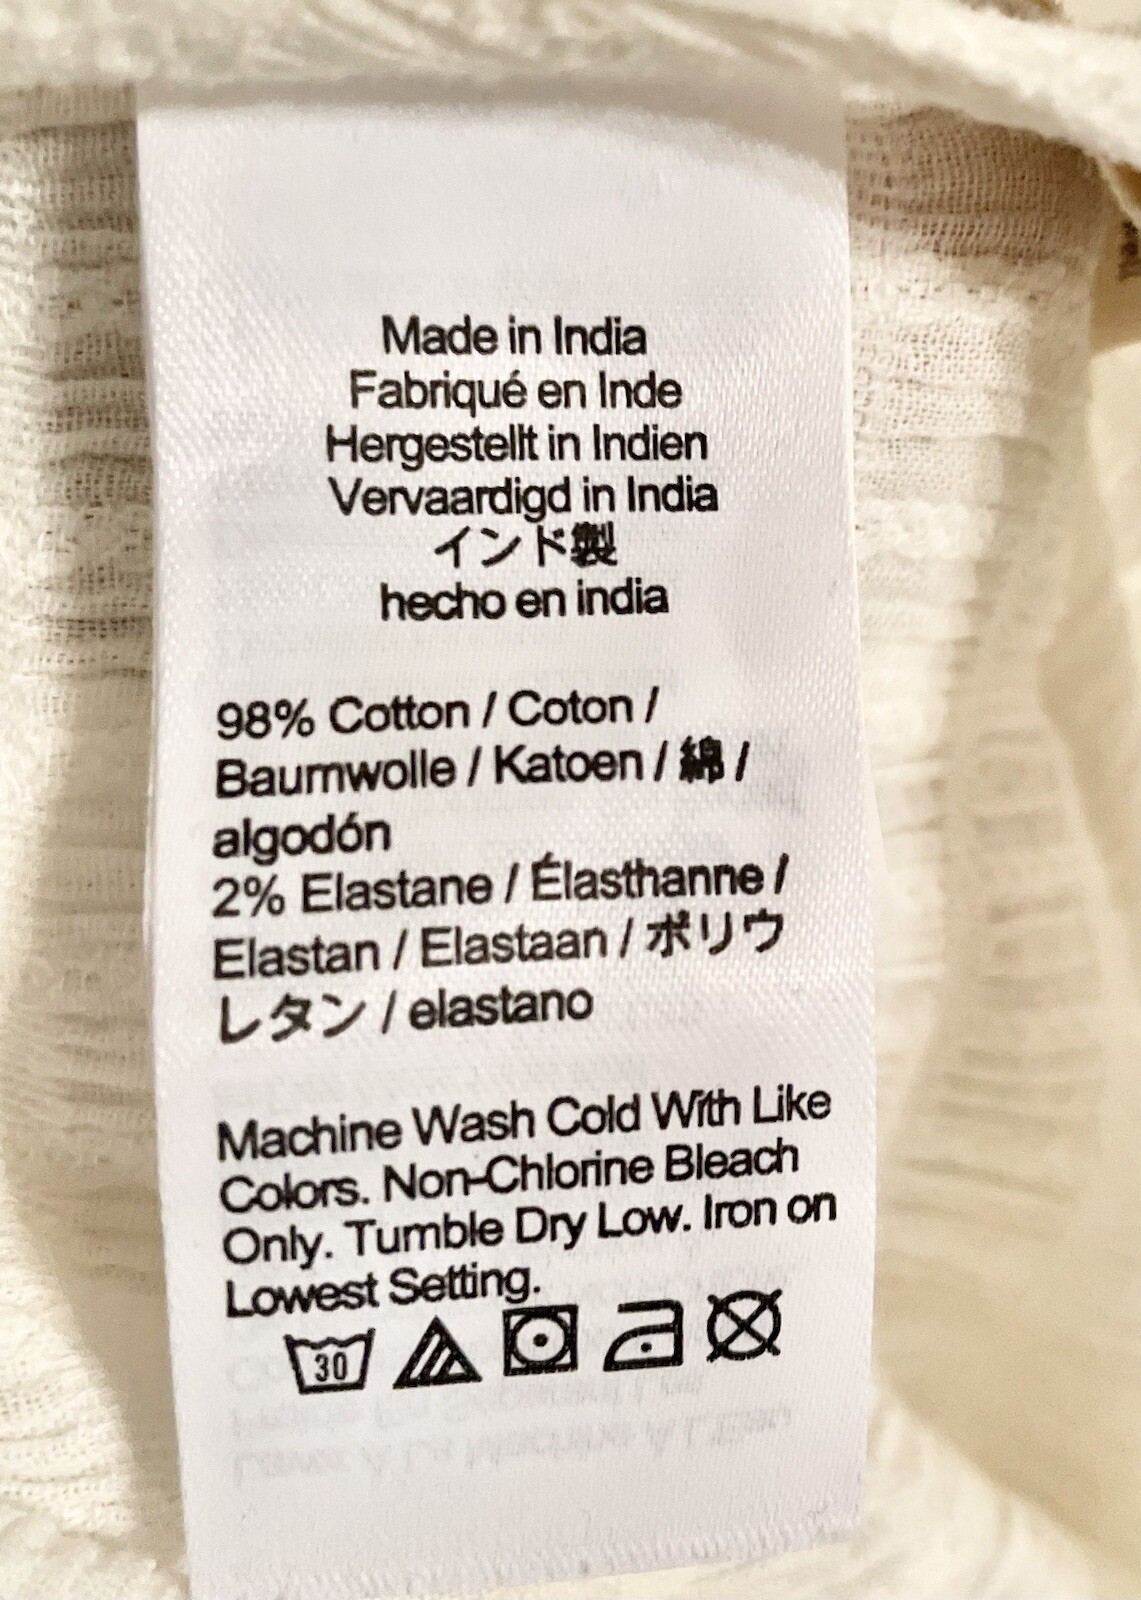 Made in India
Fabriqué en Inde
Hergestellt in Indien
Vervaardigd in India
インド製
hecho en india
98% Cotton / Coton /
Baumwolle / Katoen / 綿 /
algodón
2% Elastane / Élasthanne /
Elastan / Elastaan / ポリウ
レタン / elastano
Machine Wash Cold With Like
Colors. Non-Chlorine Bleach
Only. Tumble Dry Low. Iron on
Lowest Setting.
30